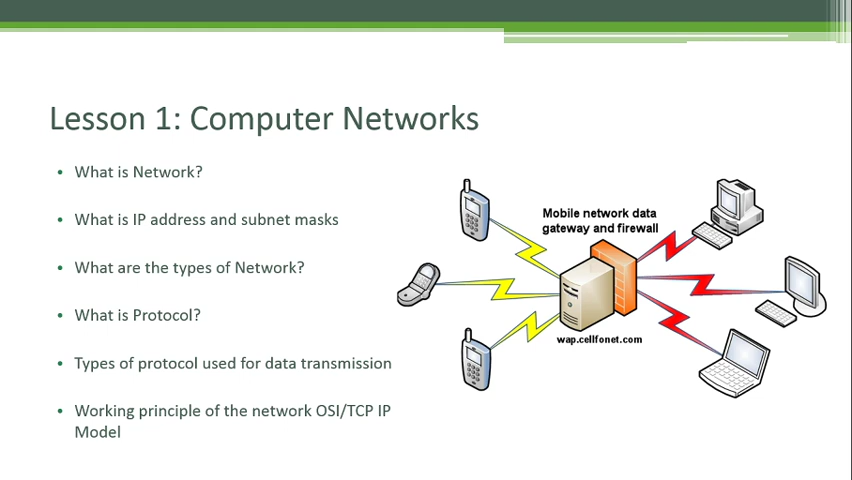 Lesson 1: Computer Networks
• What is Network?
• What is IP address and subnet masks
• What are the types of Network?
• What is Protocol?
• Types of protocol used for data transmission
• Working principle of the network OSI/TCP IP
Model
Mobile network data
gateway and firewall
wap.cellfonet.com